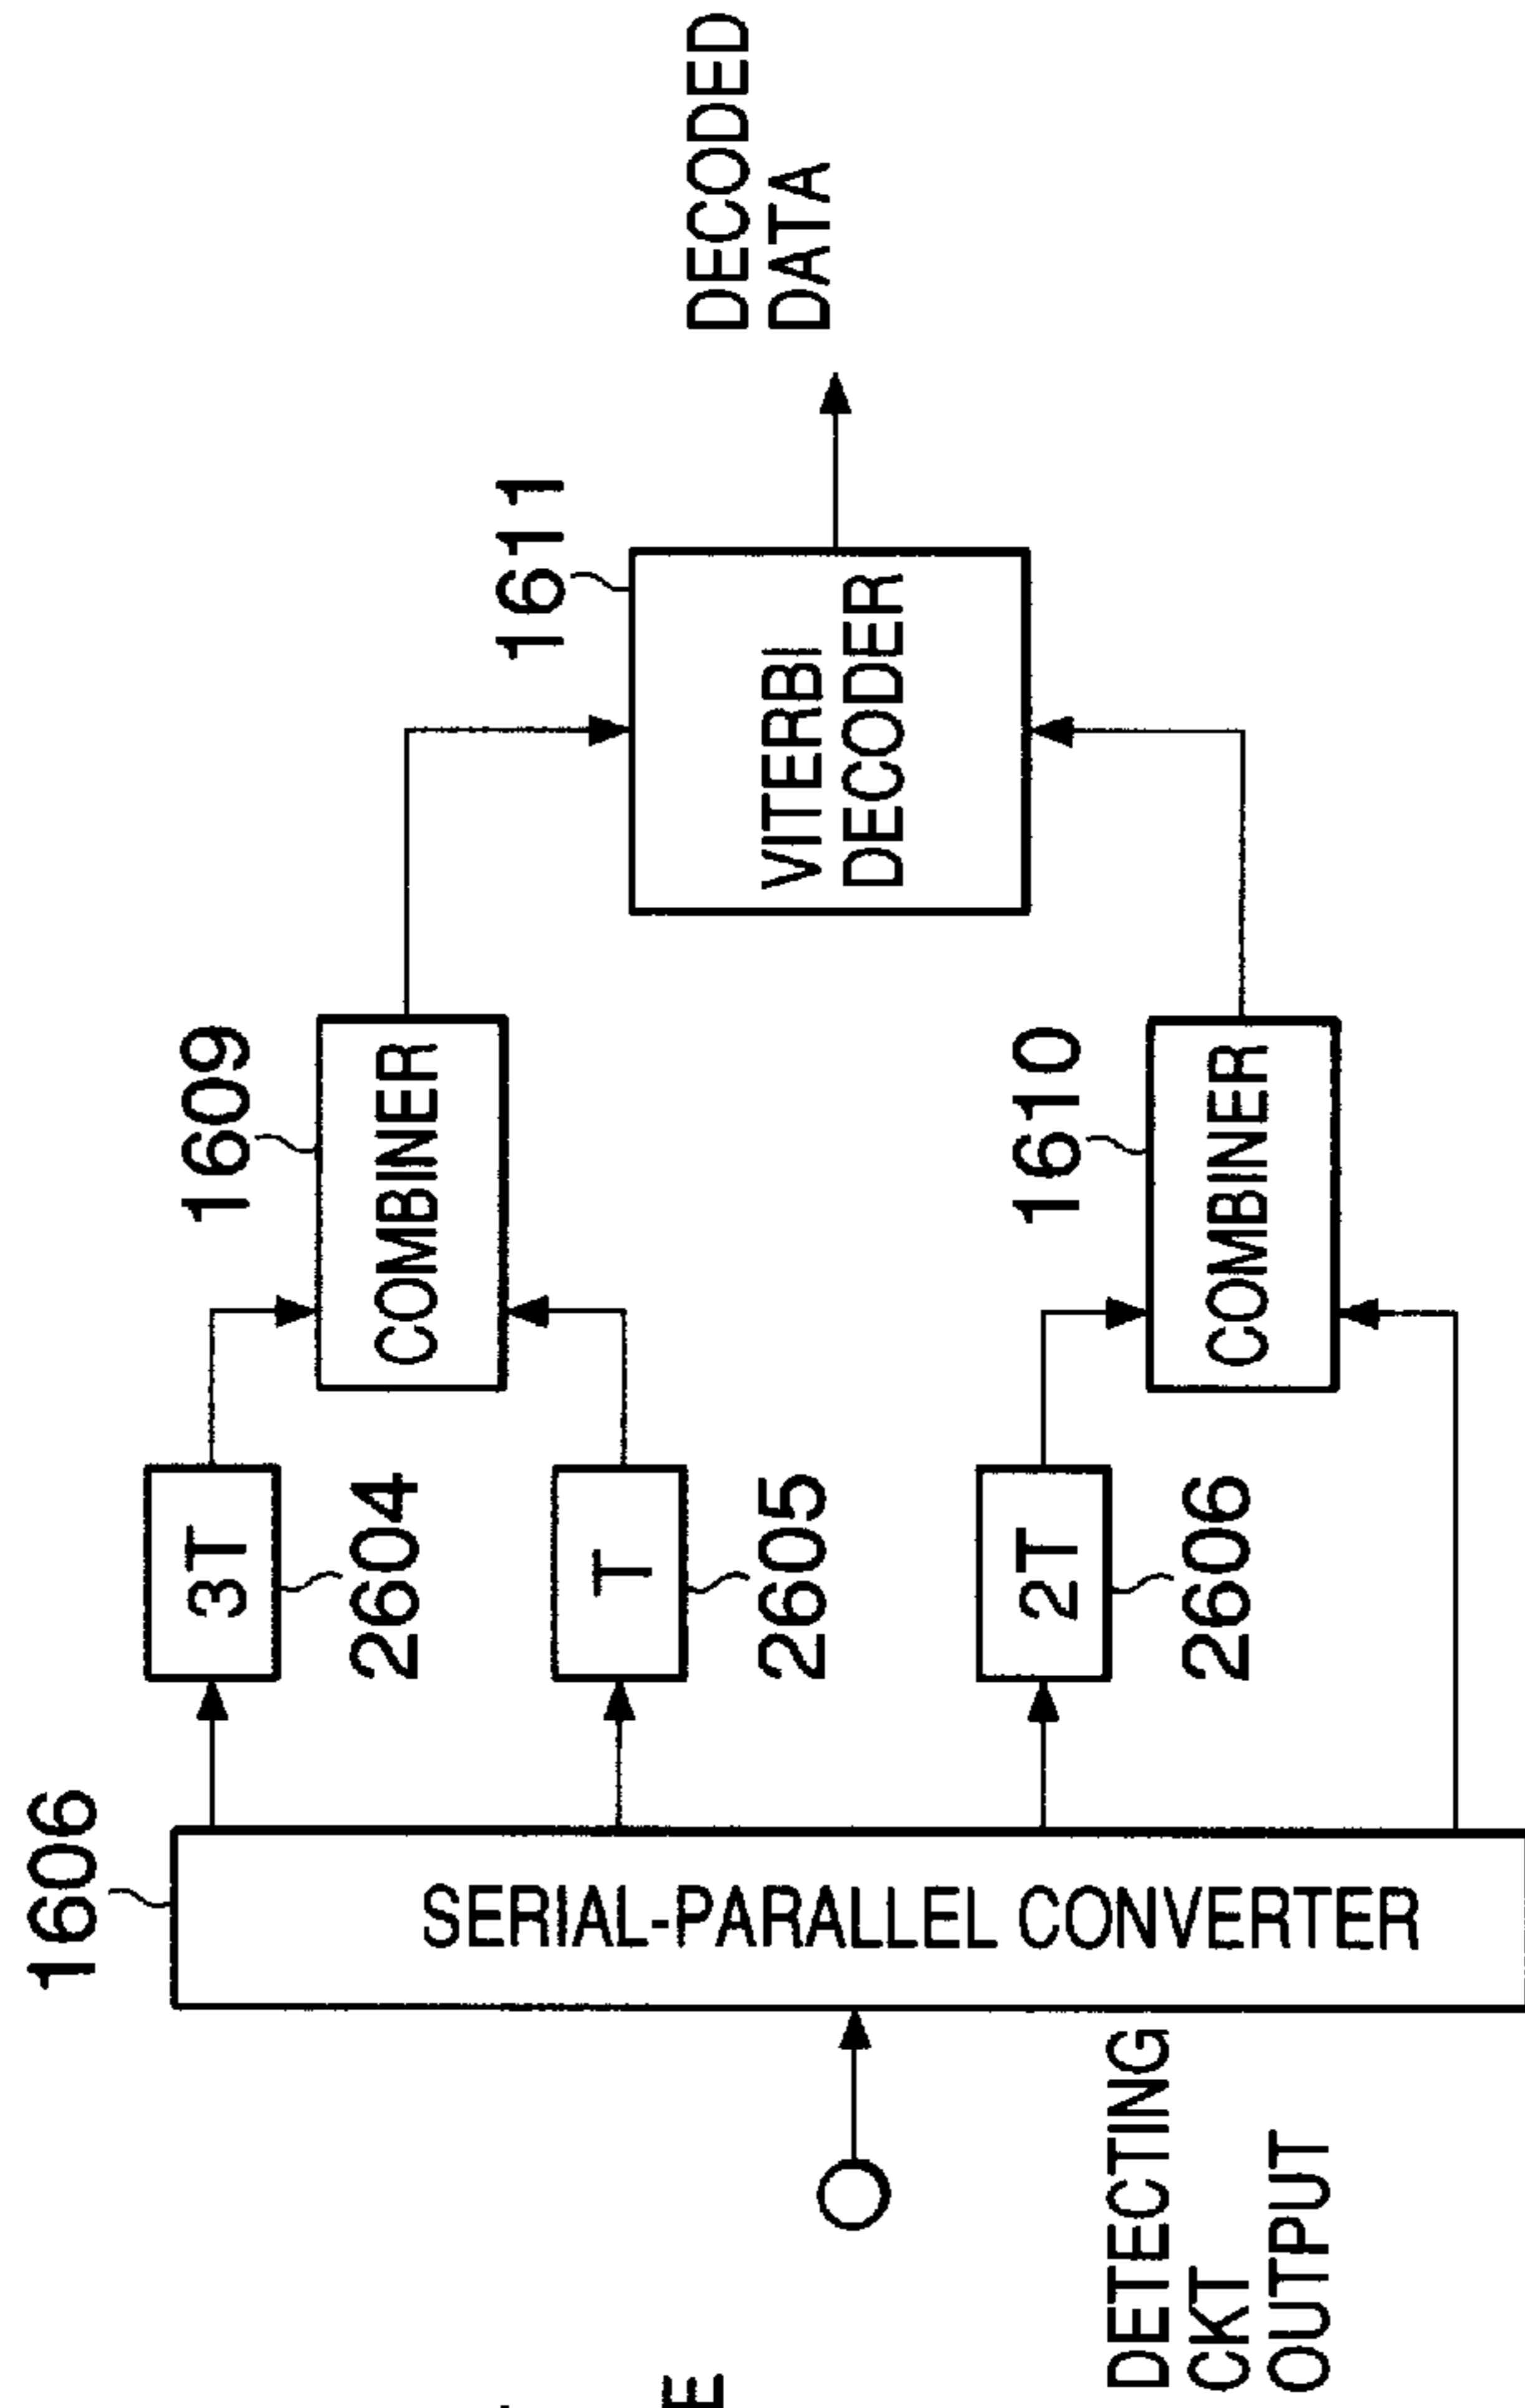 DETECTING
CKT
OUTPUT
1606
SERIAL-PARALLEL CONVERTER
3T
2604
T
2605
2T
2606
1609
COMBINER
1610
COMBINER
1611
VITERBI
DECODER
DECODED
DATA
E